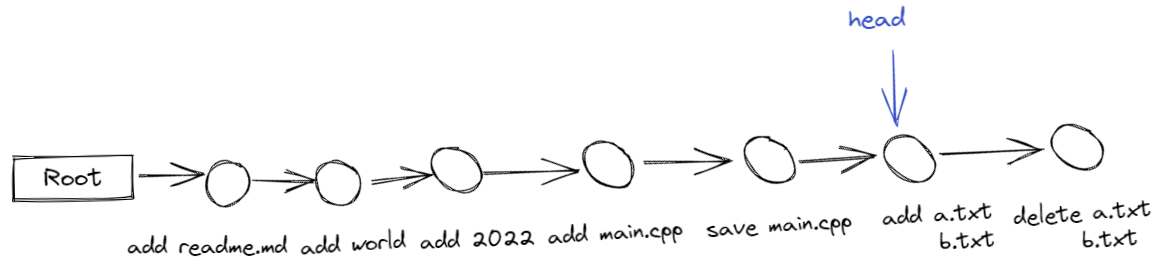 head
Root
add readme.md
add world
add 2022
add main.cpp
save main.cpp
add a.txt
b.txt
delete a.txt
b.txt